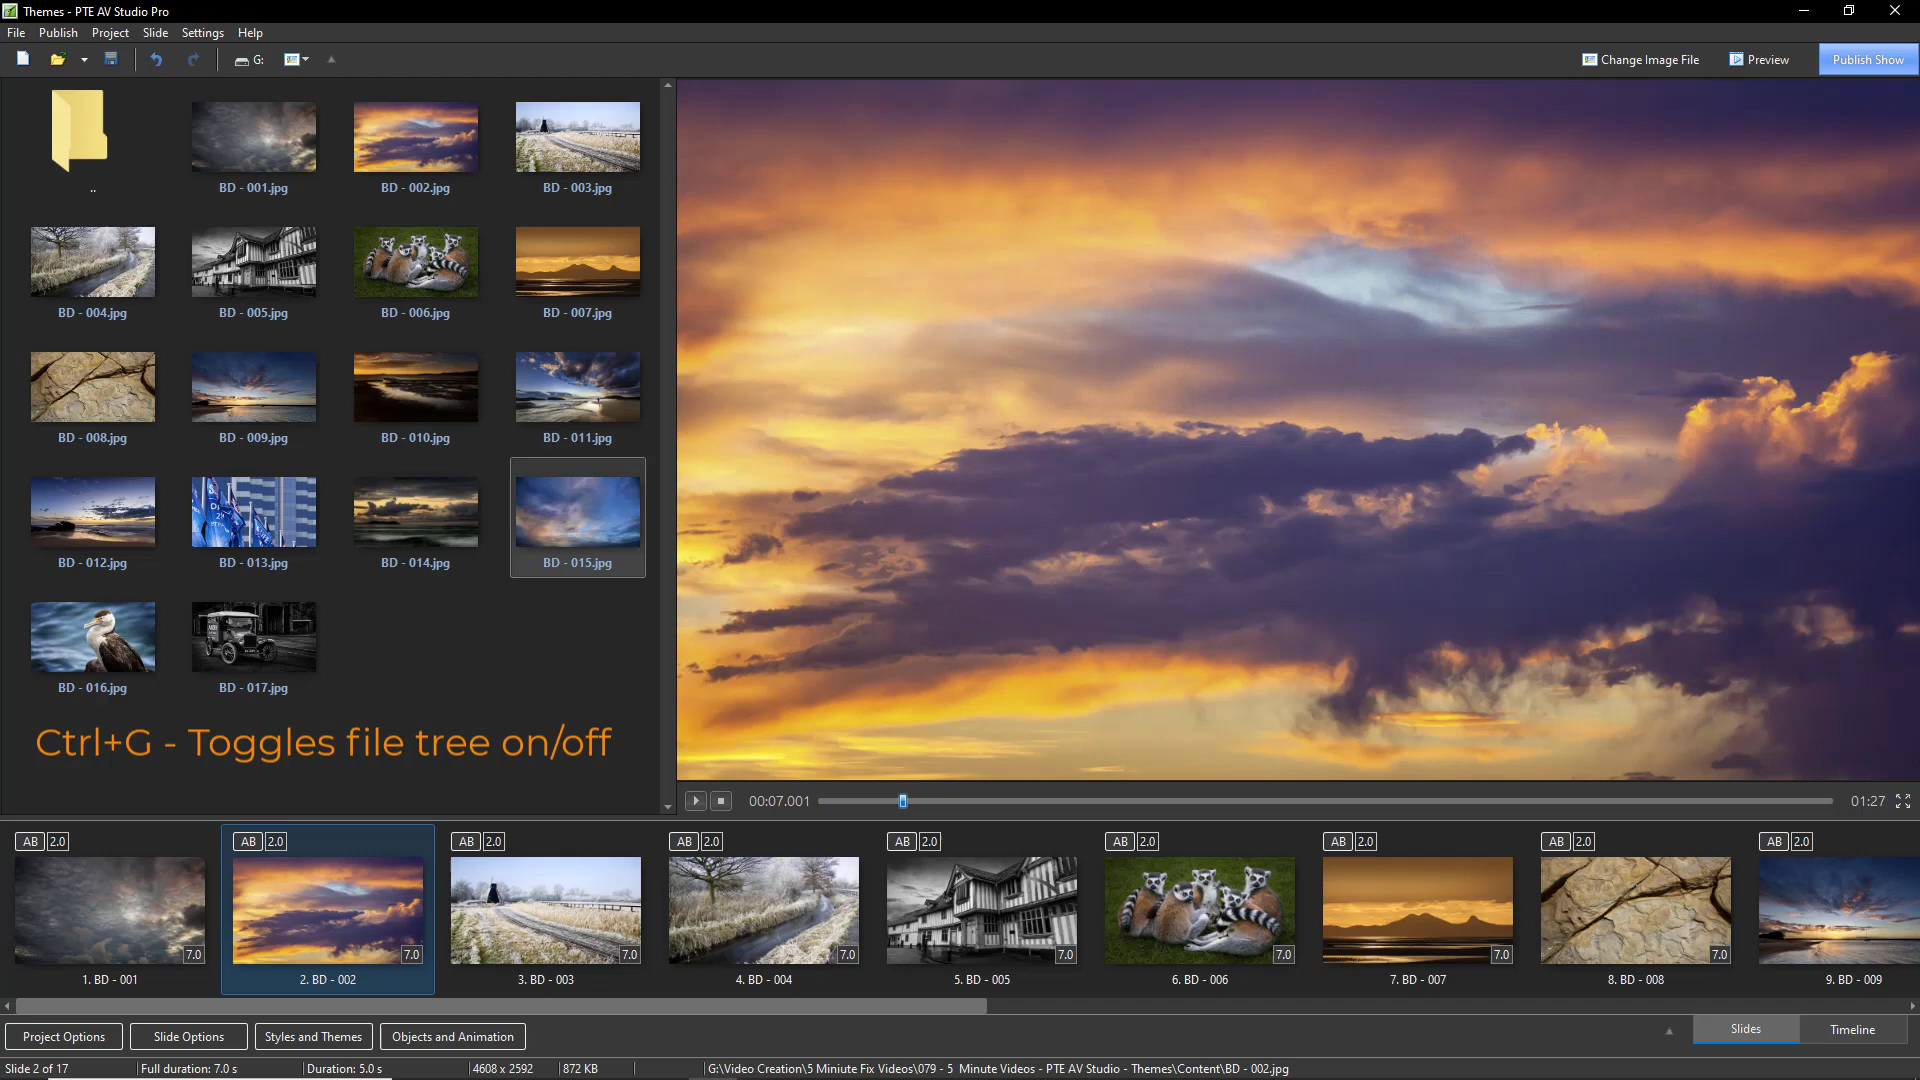 Themes - PTE AV Studio Pro
File Publish Project Slide Settings Help
G: Change Image File Preview Publish Show
.. BD - 001.jpg BD - 002.jpg BD - 003.jpg
BD - 004.jpg BD - 005.jpg BD - 006.jpg BD - 007.jpg
BD - 008.jpg BD - 009.jpg BD - 010.jpg BD - 011.jpg
BD - 012.jpg BD - 013.jpg BD - 014.jpg BD - 015.jpg
BD - 016.jpg BD - 017.jpg
Ctrl+G - Toggles file tree on/off
00:07.001 01:27
AB 2.0 AB 2.0 AB 2.0 AB 2.0 AB 2.0 AB 2.0 AB 2.0 AB 2.0 AB 2.0
7.0 7.0 7.0 7.0 7.0 7.0 7.0 7.0
1. BD - 001 2. BD - 002 3. BD - 003 4. BD - 004 5. BD - 005 6. BD - 006 7. BD - 007 8. BD - 008 9. BD - 009
Project Options Slide Options Styles and Themes Objects and Animation Slides Timeline
Slide 2 of 17 Full duration: 7.0 s Duration: 5.0 s 4608 x 2592 872 KB G:\Video Creation\5 Miniute Fix Videos\079 - 5  Minute Videos - PTE AV Studio - Themes\Content\BD - 002.jpg